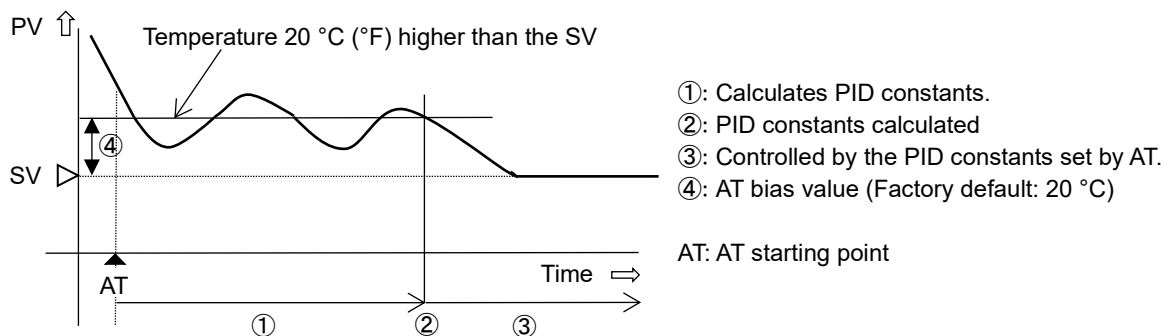 PV
Temperature 20 °C (°F) higher than the SV
④
SV
AT
Time
① ② ③
①: Calculates PID constants.
②: PID constants calculated
③: Controlled by the PID constants set by AT.
④: AT bias value (Factory default: 20 °C)
AT: AT starting point